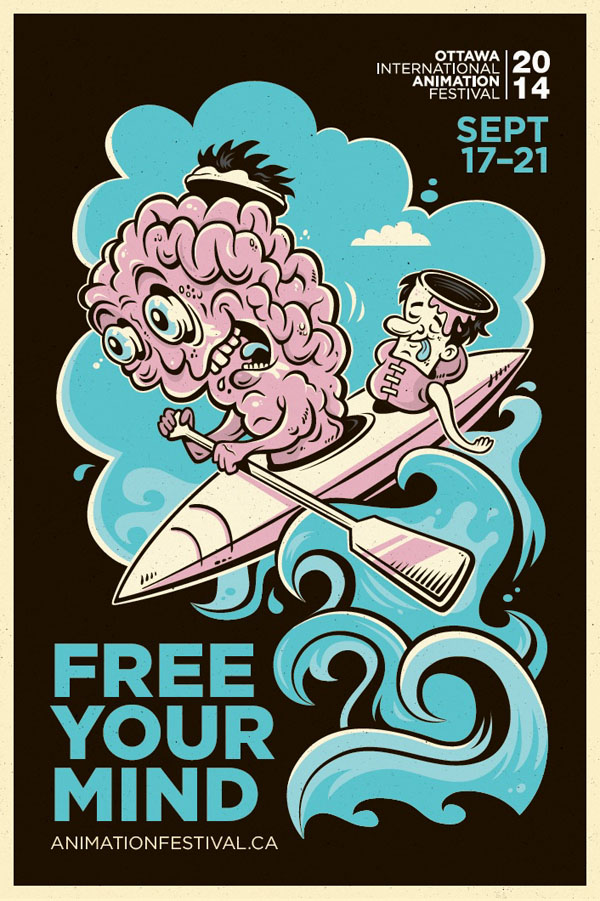 OTTAWA
INTERNATIONAL
ANIMATION
FESTIVAL
20
14
SEPT
17–21
FREE
YOUR
MIND
ANIMATIONFESTIVAL.CA